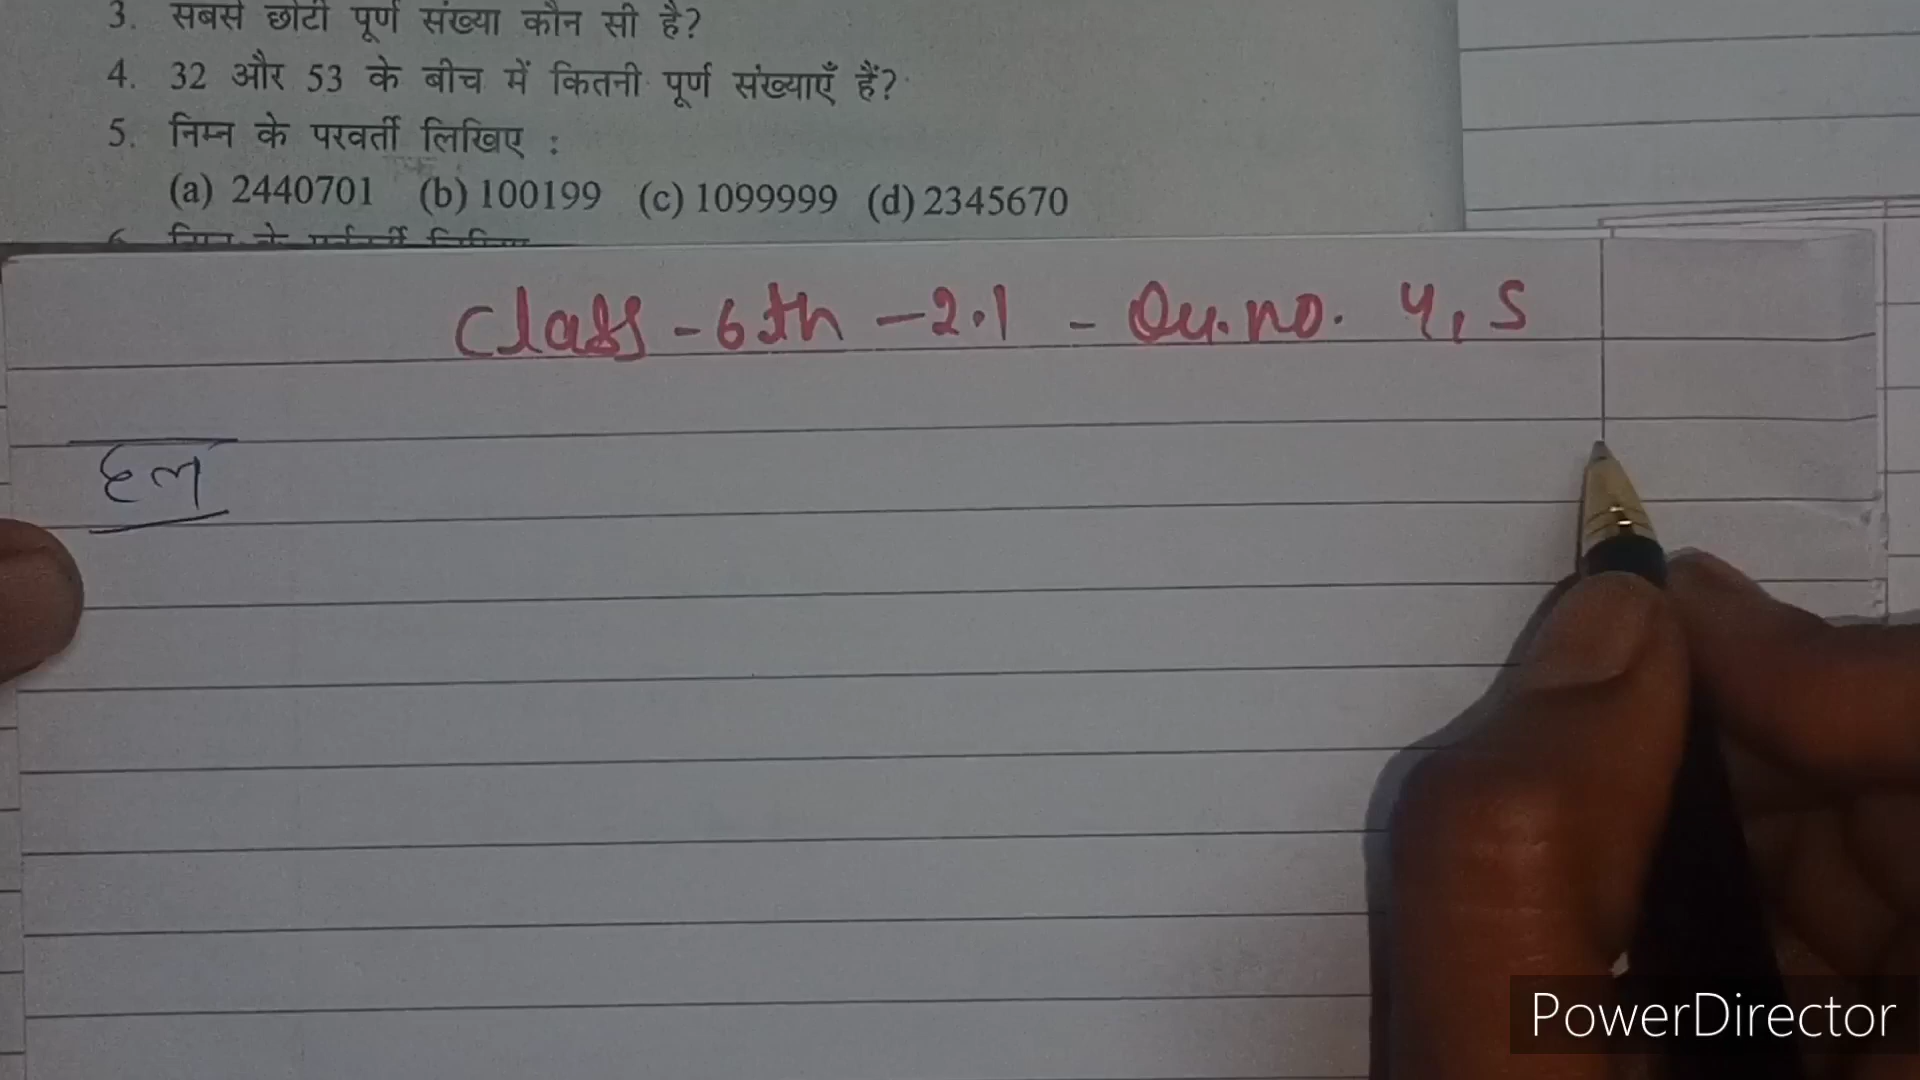 3. सबसे छोटी पूर्ण संख्या कौन सी है?
4. 32 और 53 के बीच में कितनी पूर्ण संख्याएँ हैं?
5. निम्न के परवर्ती लिखिए :
(a) 2440701 (b) 100199 (c) 1099999 (d) 2345670
Class - 6th - 2.1 - Qu. no. 4, 5
हल
PowerDirector